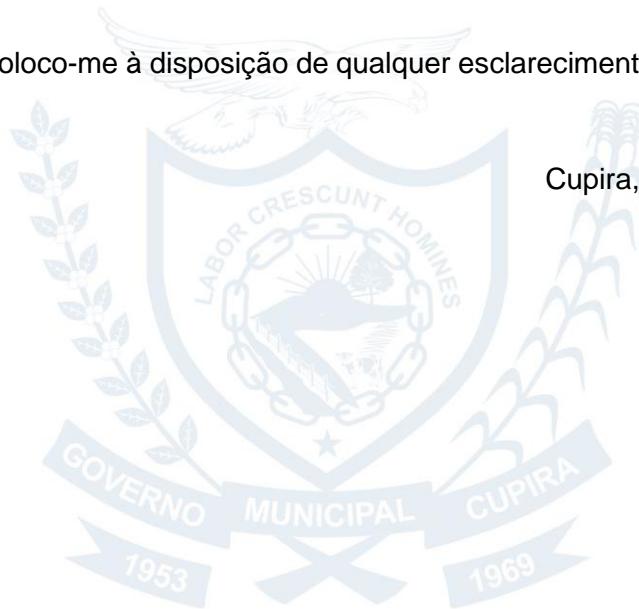 oloco-me à disposição de qualquer esclareciment
Cupira,
LABOR CRESCUNT HOMINES
GOVERNO MUNICIPAL CUPIRA
1953 1969